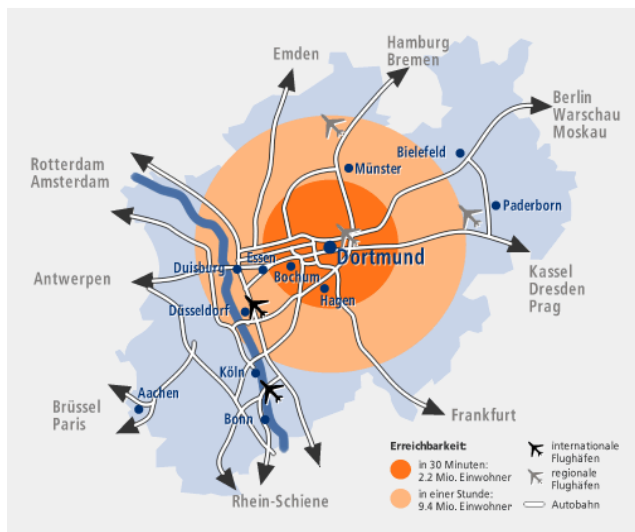 Emden
Hamburg
Bremen
Berlin
Warschau
Moskau
Rotterdam
Amsterdam
Bielefeld
Münster
Paderborn
Antwerpen
Duisburg
Essen
Bochum
Dortmund
Kassel
Dresden
Prag
Hagen
Düsseldorf
Köln
Aachen
Brüssel
Paris
Bonn
Frankfurt
Rhein-Schiene
Erreichbarkeit:
in 30 Minuten:
2.2 Mio. Einwohner
in einer Stunde:
9.4 Mio. Einwohner
internationale
Flughäfen
regionale
Flughäfen
Autobahn